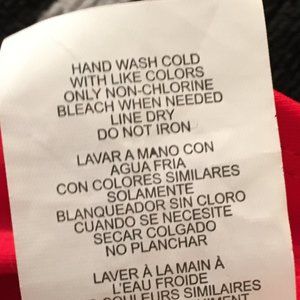 HAND WASH COLD
WITH LIKE COLORS
ONLY NON-CHLORINE
BLEACH WHEN NEEDED
LINE DRY
DO NOT IRON
LAVAR A MANO CON
AGUA FRIA
CON COLORES SIMILARES
SOLAMENTE
BLANQUEADOR SIN CLORO
CUANDO SE NECESITE
SECAR COLGADO
NO PLANCHAR
LAVER À LA MAIN À
L'EAU FROIDE
COULEURS SIMILAIRES